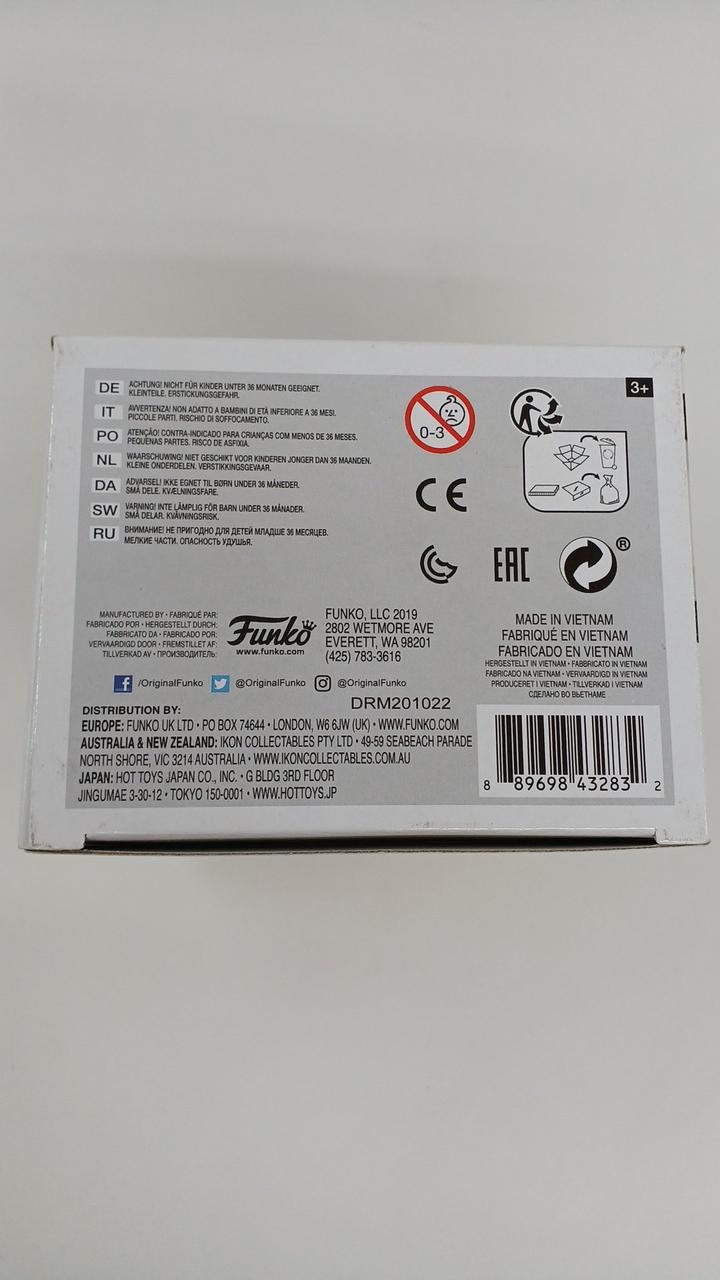 3+
DE
ACHTUNG! NICHT FÜR KINDER UNTER 36 MONATEN GEEIGNET.
KLEINTEILE. ERSTICKUNGSGEFAHR.
IT
AVVERTENZA! NON ADATTO A BAMBINI DI ETÀ INFERIORE A 36 MESI.
PICCOLE PARTI. RISCHIO DI SOFFOCAMENTO.
PO
ATENÇÃO! CONTRA-INDICADO PARA CRIANÇAS COM MENOS DE 36 MESES.
PEQUENAS PARTES. RISCO DE ASFIXIA.
NL
WAARSCHUWING! NIET GESCHIKT VOOR KINDEREN JONGER DAN 36 MAANDEN.
KLEINE ONDERDELEN. VERSTIKKINGSGEVAAR.
DA
ADVARSEL! IKKE EGNET TIL BØRN UNDER 36 MÅNEDER.
SMÅ DELE. KVÆLNINGSFARE.
SW
VARNING! INTE LÄMPLIG FÖR BARN UNDER 36 MÅNADER.
SMÅ DELAR. KVÄVNINGSRISK.
RU
ВНИМАНИЕ! НЕ ПРИГОДНО ДЛЯ ДЕТЕЙ МЛАДШЕ 36 МЕСЯЦЕВ.
МЕЛКИЕ ЧАСТИ. ОПАСНОСТЬ УДУШЬЯ.
0-3
CE
EAC
®
MANUFACTURED BY • FABRIQUÉ PAR:
FABRICADO POR • HERGESTELLT DURCH:
FABBRICATO DA • FABRICADO POR:
VERVAARDIGD DOOR • FREMSTILLET AF:
TILLVERKAD AV • ПРОИЗВОДИТЕЛЬ:
Funko
www.funko.com
FUNKO, LLC 2019
2802 WETMORE AVE
EVERETT, WA 98201
(425) 783-3616
MADE IN VIETNAM
FABRIQUÉ EN VIETNAM
FABRICADO EN VIETNAM
HERGESTELLT IN VIETNAM • FABBRICATO IN VIETNAM
FABRICADO NA VIETNAM • VERVAARDIGD IN VIETNAM
PRODUCERET I VIETNAM • TILLVERKAD I VIETNAM
СДЕЛАНО ВО ВЬЕТНАМЕ
/OriginalFunko @OriginalFunko @OriginalFunko
DRM201022
DISTRIBUTION BY:
EUROPE: FUNKO UK LTD • PO BOX 74644 • LONDON, W6 6JW (UK) • WWW.FUNKO.COM
AUSTRALIA & NEW ZEALAND: IKON COLLECTABLES PTY LTD • 49-59 SEABEACH PARADE
NORTH SHORE, VIC 3214 AUSTRALIA • WWW.IKONCOLLECTABLES.COM.AU
JAPAN: HOT TOYS JAPAN CO., INC. • G BLDG 3RD FLOOR
JINGUMAE 3-30-12 • TOKYO 150-0001 • WWW.HOTTOYS.JP
8 89698 43283 2